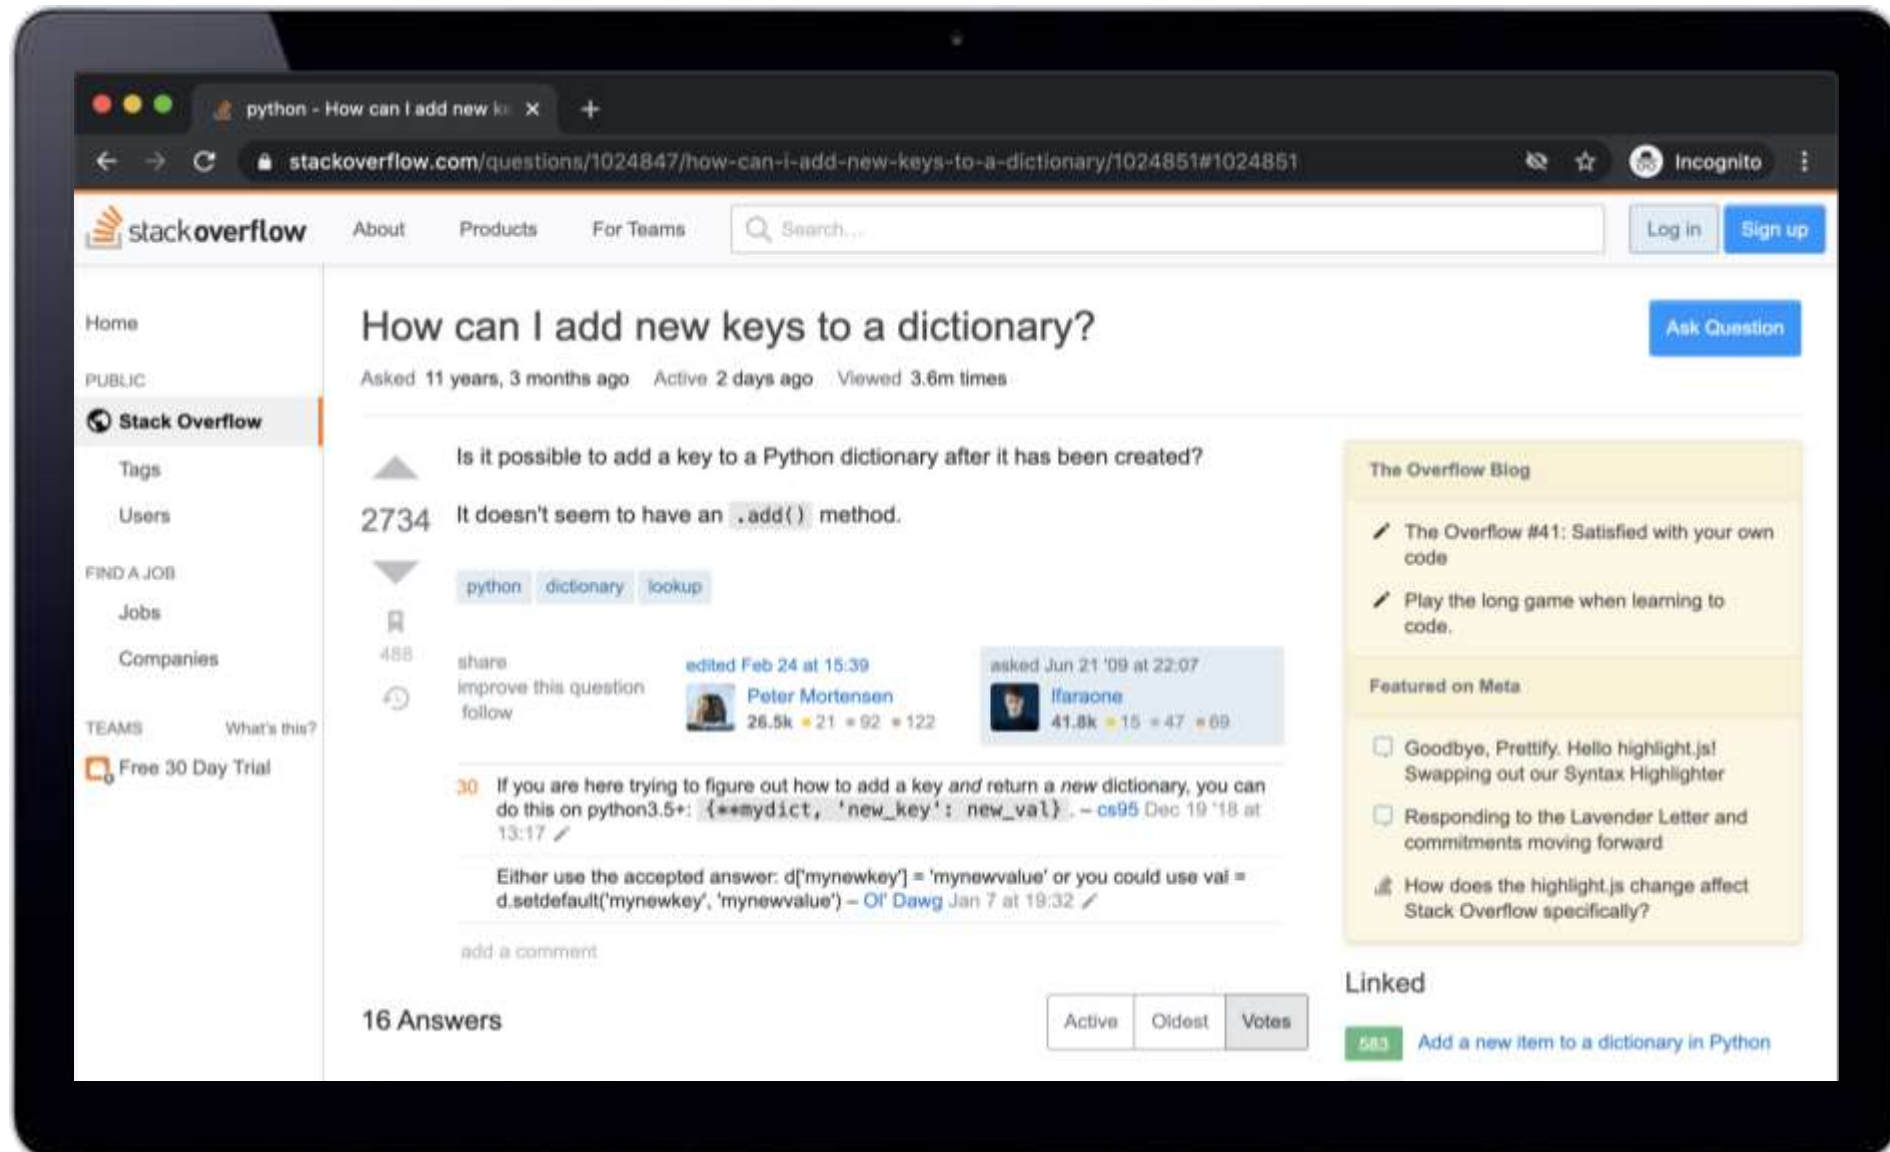 python - How can I add new ke
stackoverflow.com/questions/1024847/how-can-i-add-new-keys-to-a-dictionary/1024851#1024851
Incognito
stackoverflow
About
Products
For Teams
Search...
Log in
Sign up
Home
PUBLIC
Stack Overflow
Tags
Users
FIND A JOB
Jobs
Companies
TEAMS
What's this?
Free 30 Day Trial
How can I add new keys to a dictionary?
Ask Question
Asked 11 years, 3 months ago Active 2 days ago Viewed 3.6m times
Is it possible to add a key to a Python dictionary after it has been created?
2734
It doesn't seem to have an .add() method.
python dictionary lookup
488
share
improve this question
follow
edited Feb 24 at 15:39
Peter Mortensen
26.5k 21 92 122
asked Jun 21 '09 at 22:07
lfaraone
41.8k 15 47 69
30 If you are here trying to figure out how to add a key and return a new dictionary, you can
do this on python3.5+: {**mydict, 'new_key': new_val} . – cs95 Dec 19 '18 at
13:17
Either use the accepted answer: d['mynewkey'] = 'mynewvalue' or you could use val =
d.setdefault('mynewkey', 'mynewvalue') – Ol' Dawg Jan 7 at 19:32
add a comment
16 Answers
Active
Oldest
Votes
The Overflow Blog
The Overflow #41: Satisfied with your own
code
Play the long game when learning to
code.
Featured on Meta
Goodbye, Prettify. Hello highlight.js!
Swapping out our Syntax Highlighter
Responding to the Lavender Letter and
commitments moving forward
How does the highlight.js change affect
Stack Overflow specifically?
Linked
583 Add a new item to a dictionary in Python